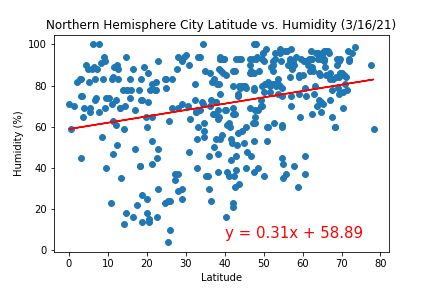 Northern Hemisphere City Latitude vs. Humidity (3/16/21)
100
80
60
40
20
0
Humidity (%)
y = 0.31x + 58.89
0 10 20 30 40 50 60 70 80
Latitude